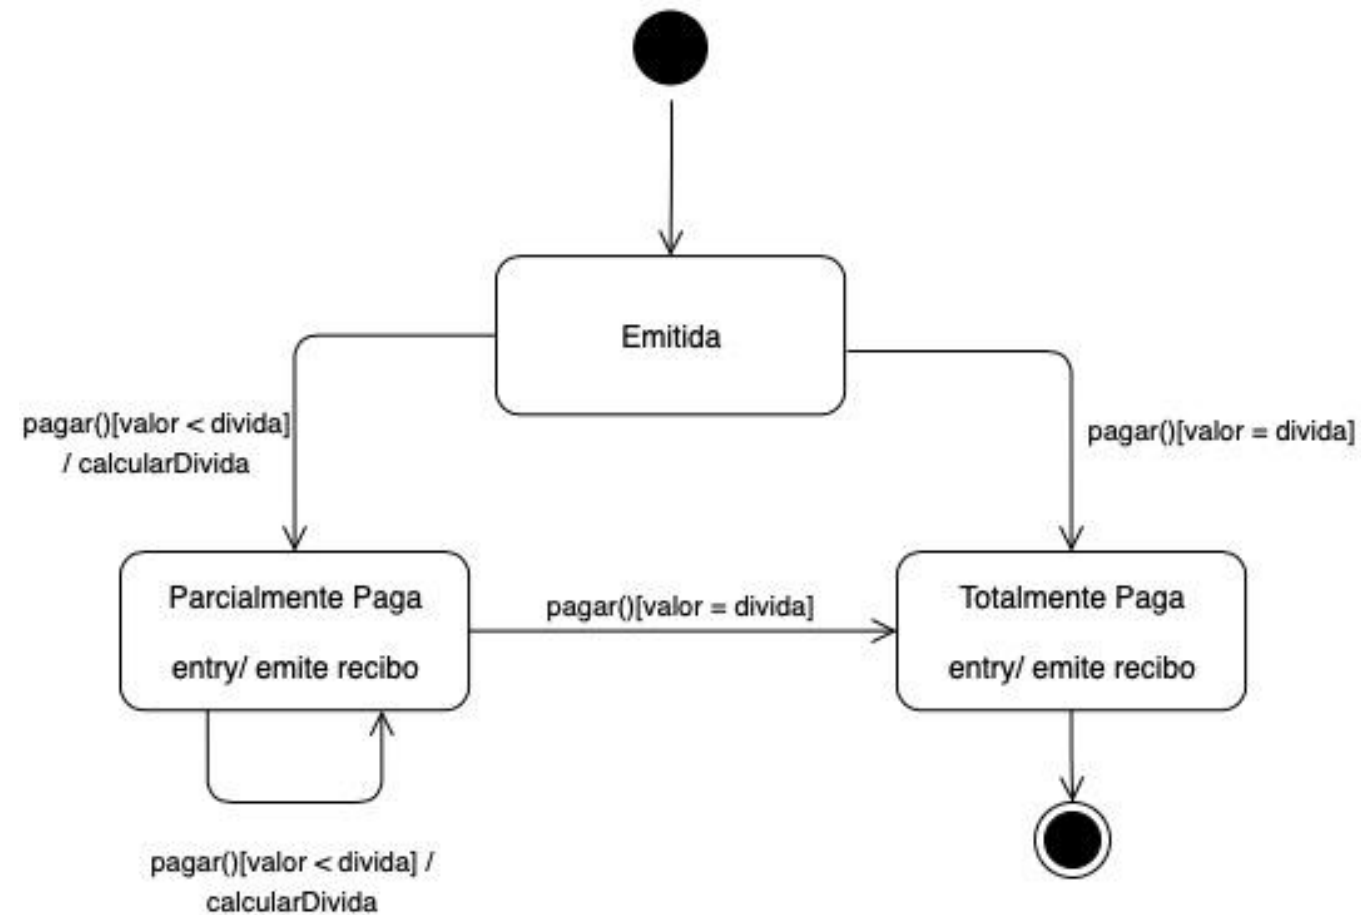 Emitida
pagar()[valor < divida]
/ calcularDivida
pagar()[valor = divida]
Parcialmente Paga
entry/ emite recibo
pagar()[valor = divida]
Totalmente Paga
entry/ emite recibo
pagar()[valor < divida] /
calcularDivida